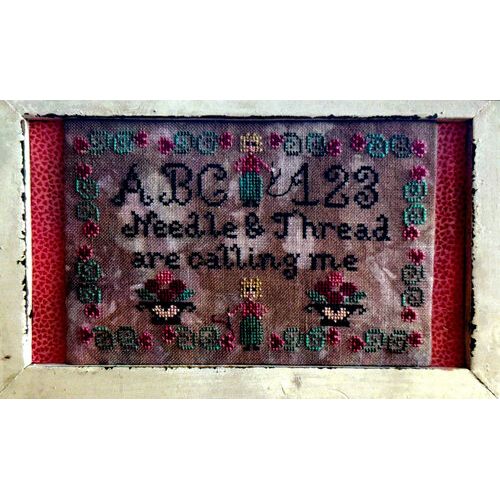 ABC 123
Needle & Thread
are calling me